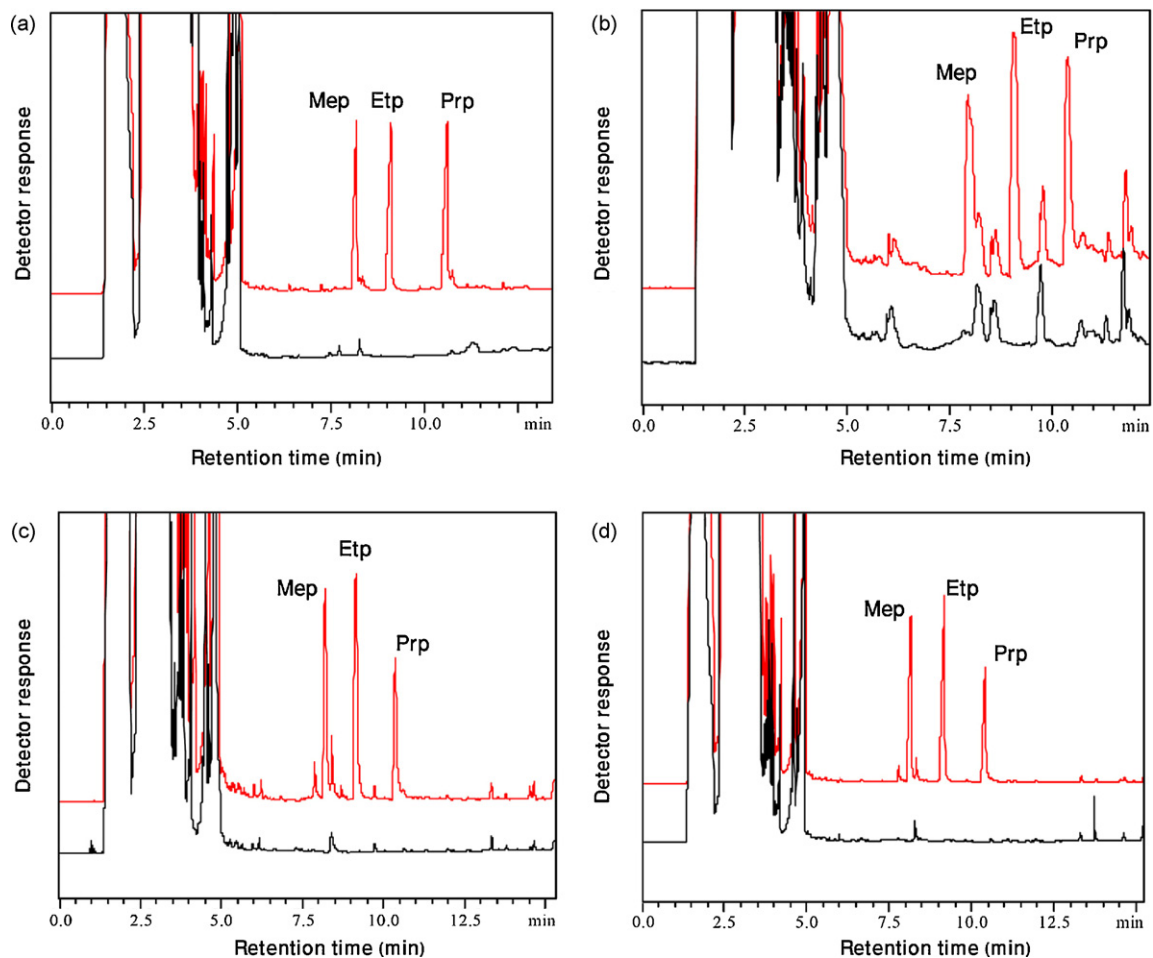 (a)
Mep Etp Prp
Detector response
0.0 2.5 5.0 7.5 10.0 min
Retention time (min)
(b)
Etp
Prp
Mep
Detector response
0.0 2.5 5.0 7.5 10.0 min
Retention time (min)
(c)
Etp
Mep
Prp
Detector response
0.0 2.5 5.0 7.5 10.0 12.5 min
Retention time (min)
(d)
Etp
Mep
Prp
Detector response
0.0 2.5 5.0 7.5 10.0 12.5 min
Retention time (min)